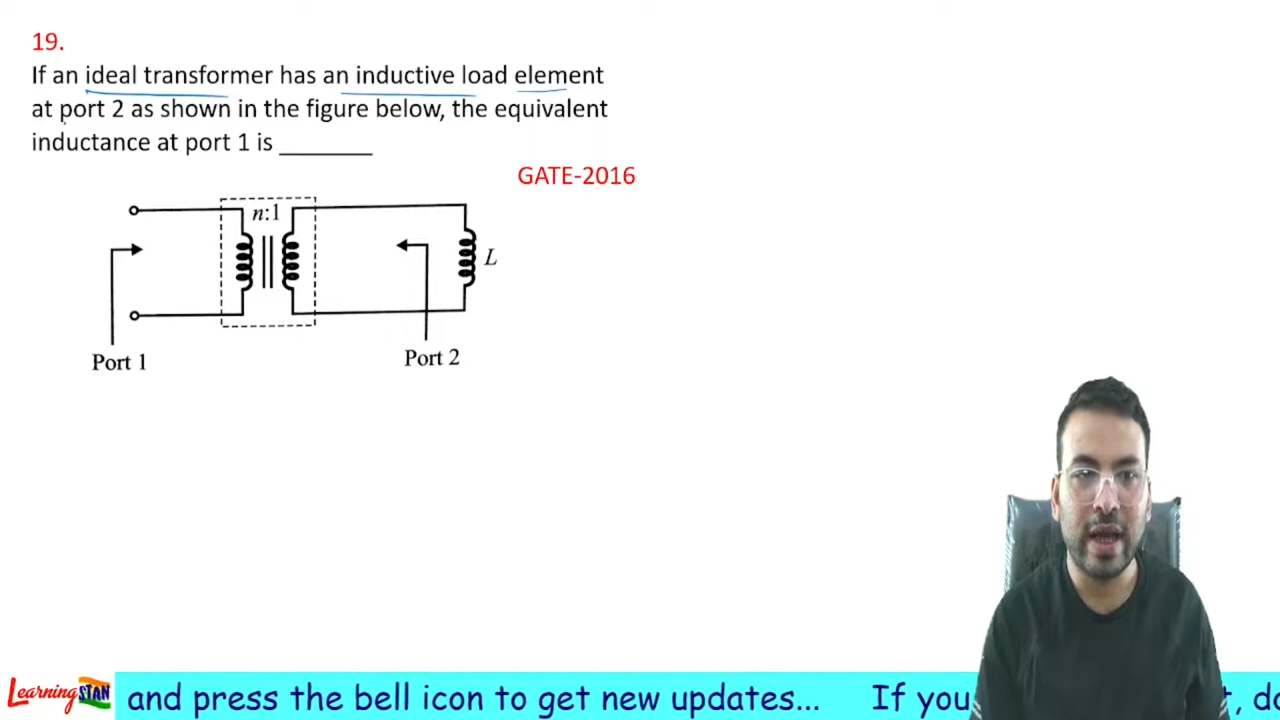 19.
If an ideal transformer has an inductive load element
at port 2 as shown in the figure below, the equivalent
inductance at port 1 is ________
GATE-2016
n:1
L
Port 1
Port 2
LearningSTAN
and press the bell icon to get new updates... If you